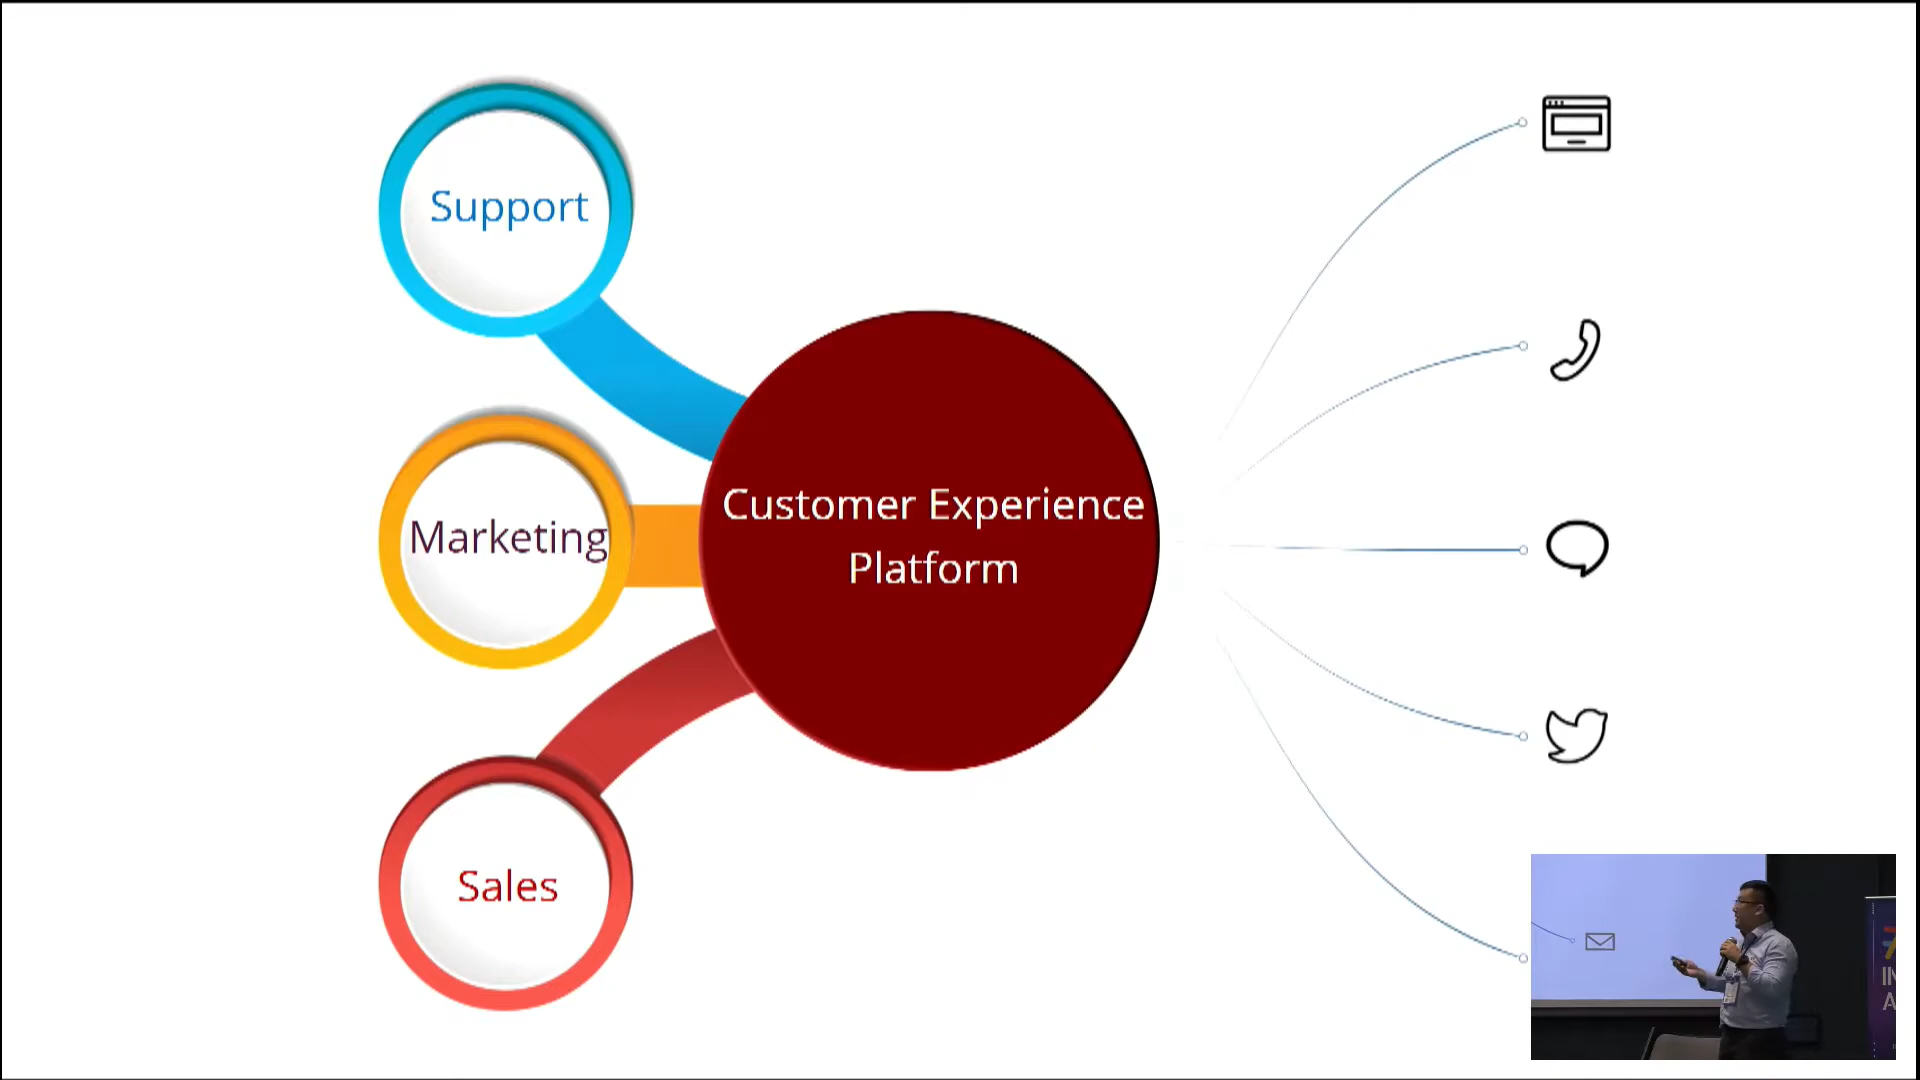 Support
Marketing
Sales
Customer Experience
Platform